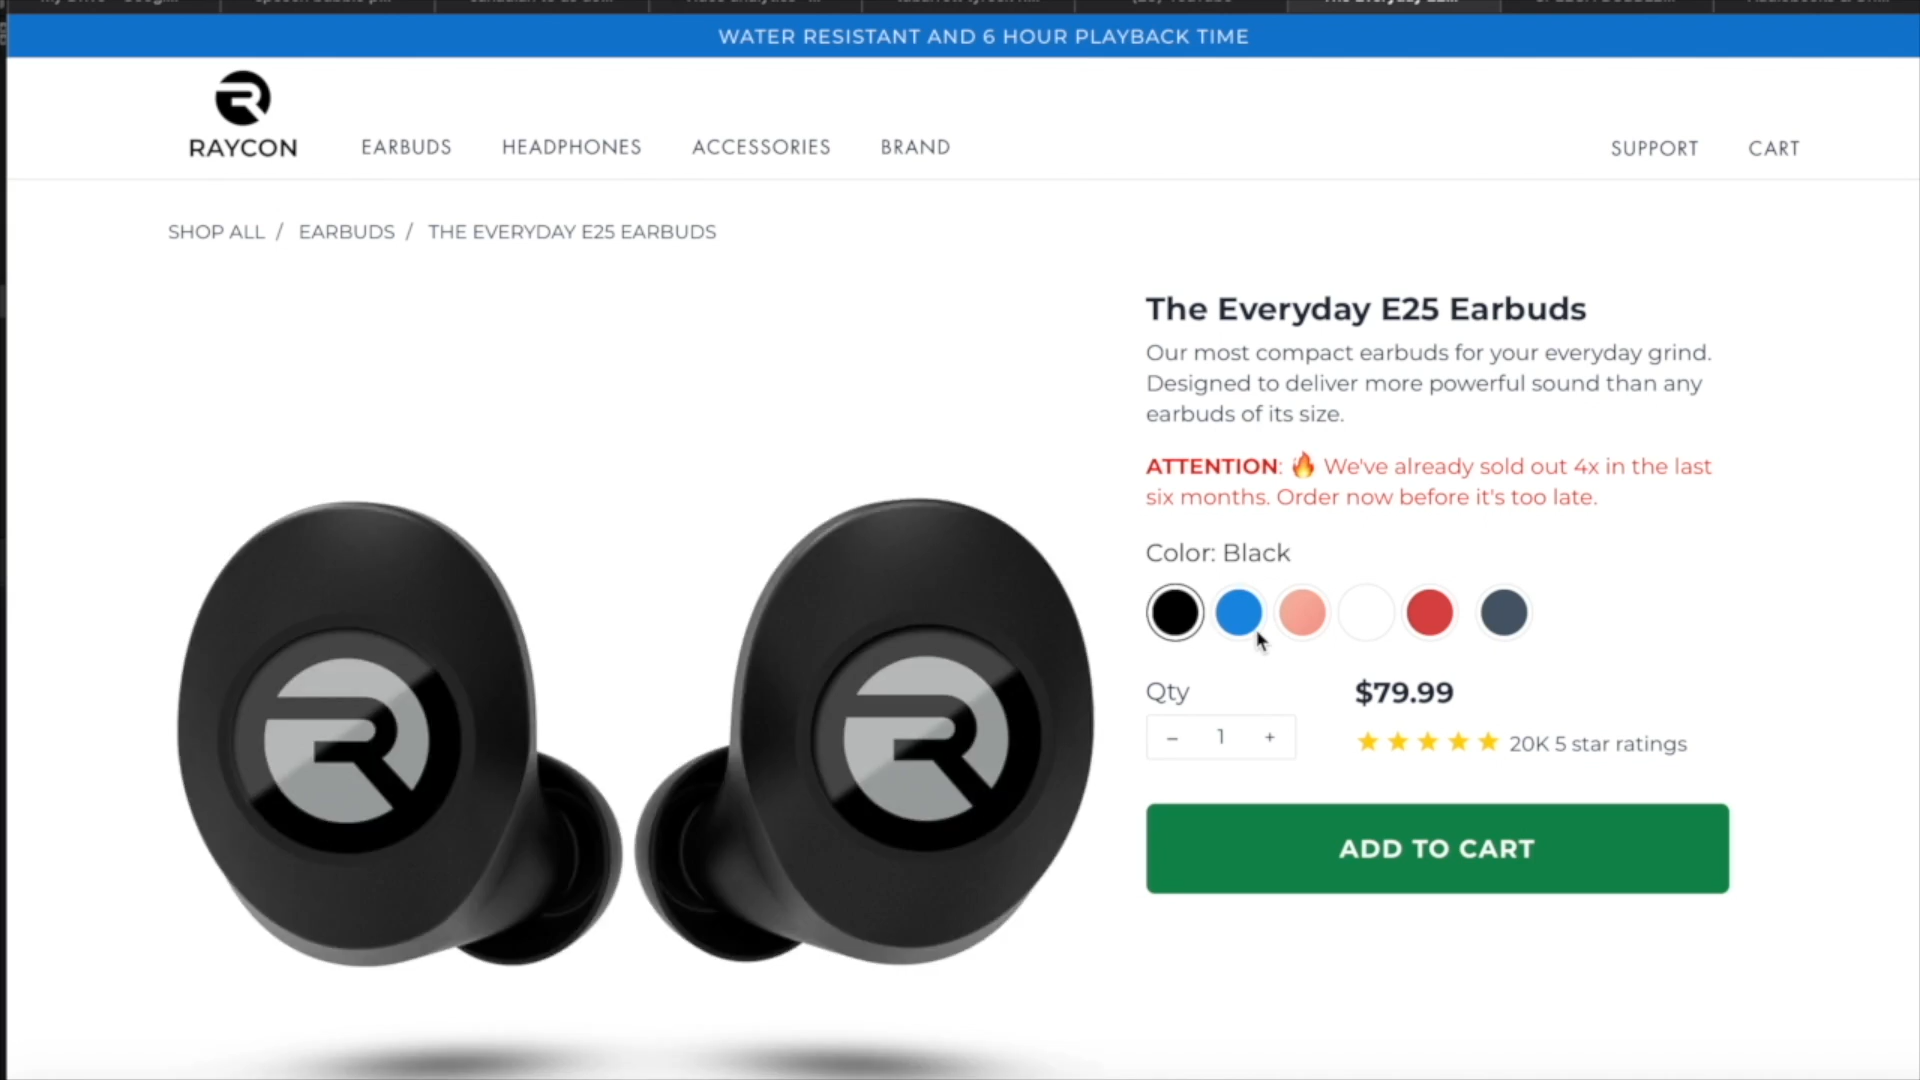 WATER RESISTANT AND 6 HOUR PLAYBACK TIME
RAYCON
EARBUDS
HEADPHONES
ACCESSORIES
BRAND
SUPPORT
CART
SHOP ALL / EARBUDS / THE EVERYDAY E25 EARBUDS
The Everyday E25 Earbuds
Our most compact earbuds for your everyday grind.
Designed to deliver more powerful sound than any
earbuds of its size.
ATTENTION: 🔥 We've already sold out 4x in the last
six months. Order now before it's too late.
Color: Black
Qty
$79.99
– 1 +
20K 5 star ratings
ADD TO CART